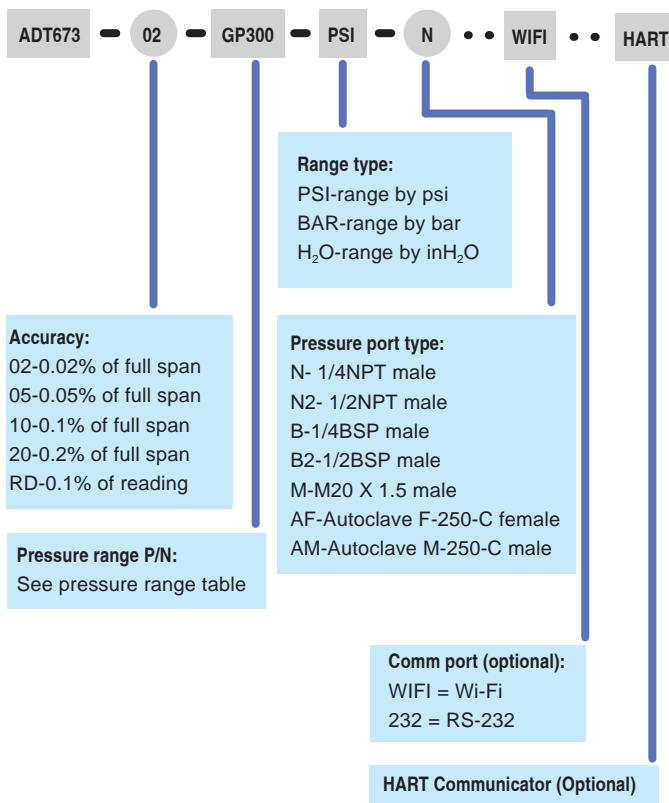 ADT673 – 02 – GP300 – PSI – N •• WIFI •• HART
Range type:
PSI-range by psi
BAR-range by bar
H₂O-range by inH₂O
Accuracy:
02-0.02% of full span
05-0.05% of full span
10-0.1% of full span
20-0.2% of full span
RD-0.1% of reading
Pressure port type:
N- 1/4NPT male
N2- 1/2NPT male
B-1/4BSP male
B2-1/2BSP male
M-M20 X 1.5 male
AF-Autoclave F-250-C female
AM-Autoclave M-250-C male
Pressure range P/N:
See pressure range table
Comm port (optional):
WIFI = Wi-Fi
232 = RS-232
HART Communicator (Optional)